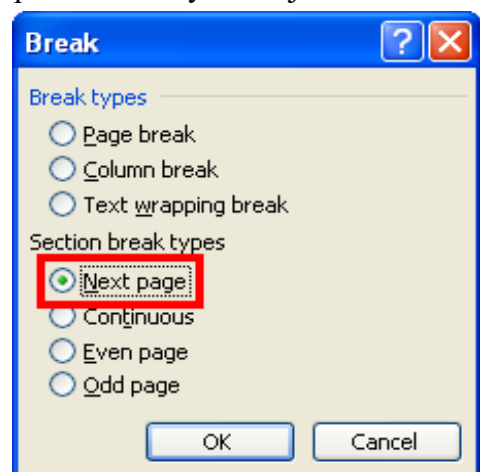 Break
Break types
Page break
Column break
Text wrapping break
Section break types
Next page
Continuous
Even page
Odd page
OK Cancel